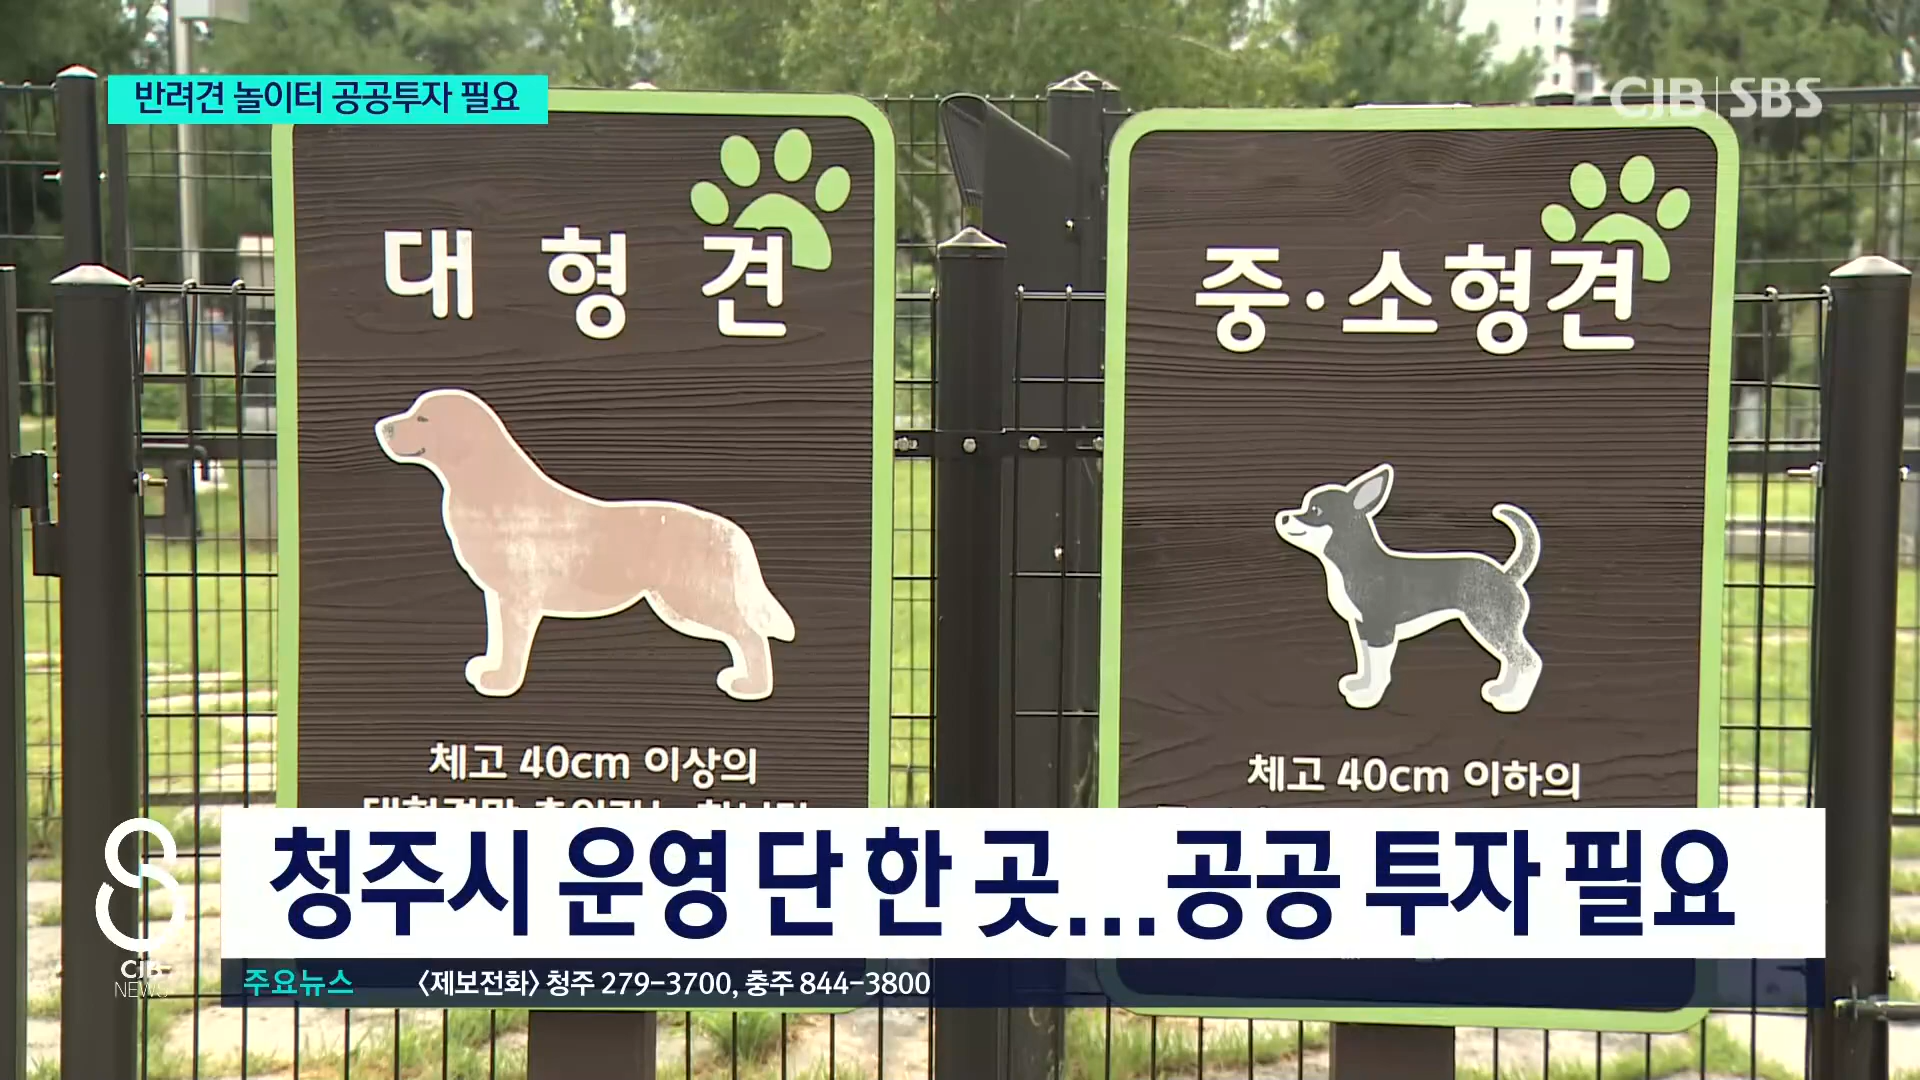 반려견 놀이터 공공투자 필요
CJB SBS
대형견
체고 40cm 이상의
중·소형견
체고 40cm 이하의
청주시 운영 단 한 곳...공공 투자 필요
CJB
NEWS
주요뉴스 〈제보전화〉 청주 279-3700, 충주 844-3800